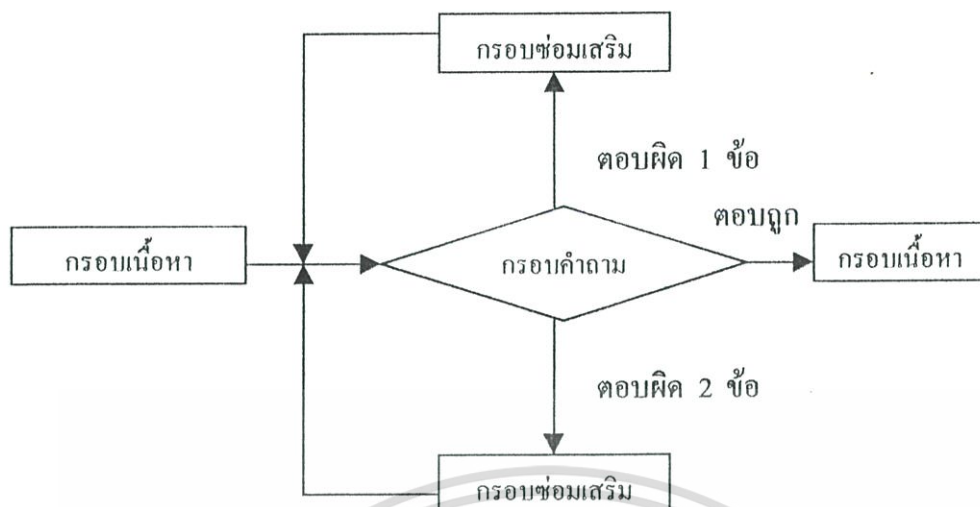 กรอบซ่อมเสริม
ตอบผิด 1 ข้อ
ตอบถูก
กรอบเนื้อหา
กรอบคำถาม
กรอบเนื้อหา
ตอบผิด 2 ข้อ
กรอบซ่อมเสริม